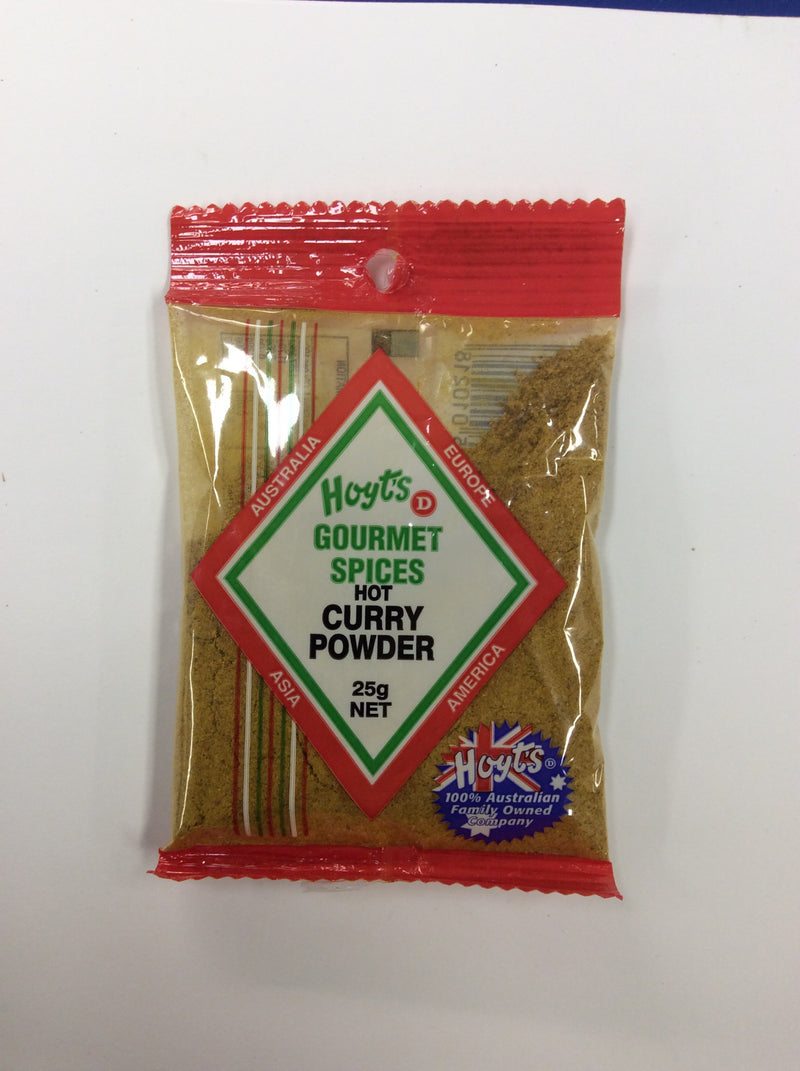 AUSTRALIA
EUROPE
Hoyt's D
GOURMET
SPICES
HOT
CURRY
POWDER
25g
NET
ASIA
AMERICA
Hoyt's D
100% Australian
Family Owned
Company